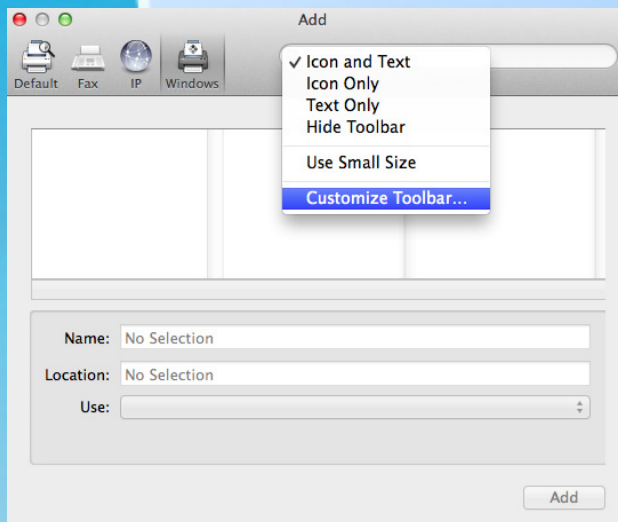 Add
Default Fax IP Windows
Icon and Text
Icon Only
Text Only
Hide Toolbar
Use Small Size
Customize Toolbar...
Name: No Selection
Location: No Selection
Use:
Add